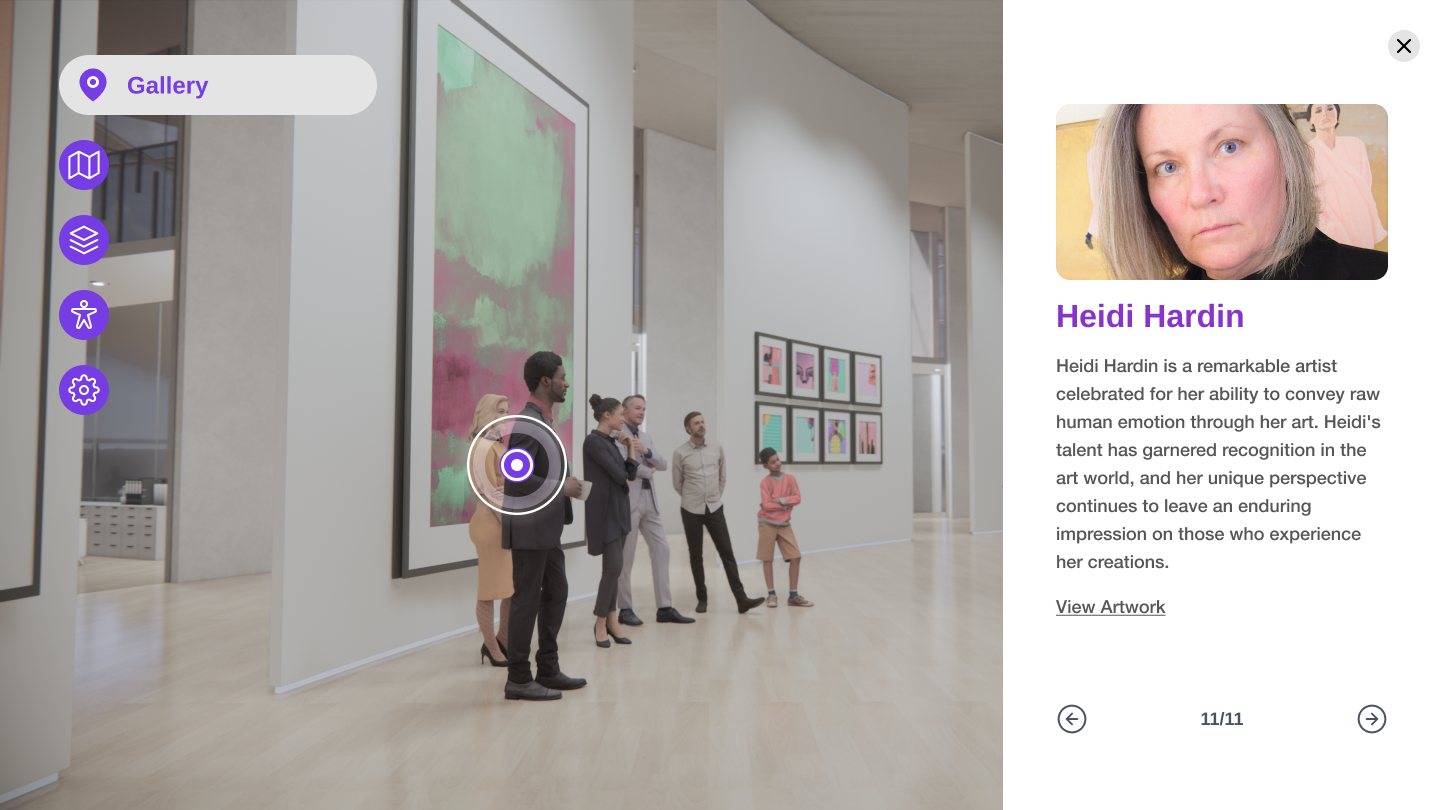 Gallery
Heidi Hardin
Heidi Hardin is a remarkable artist
celebrated for her ability to convey raw
human emotion through her art. Heidi's
talent has garnered recognition in the
art world, and her unique perspective
continues to leave an enduring
impression on those who experience
her creations.
View Artwork
11/11